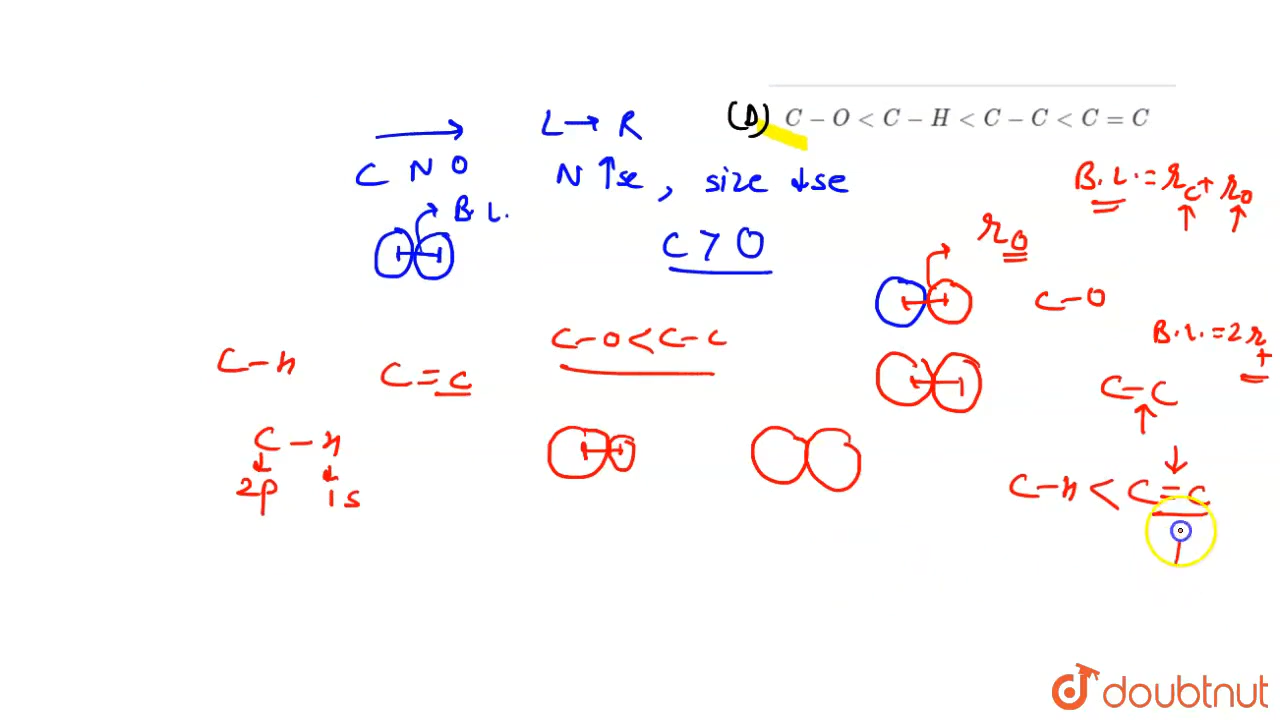 (D) C – O < C – H < C – C < C = C
L → R
C N O
N ↑se, size ↓se
B.L. = r_C + r_O
B.L.
C > O
r_O
C – O
C – O < C – C
B.L. = 2r
+
C – H
C = C
C – C
C – H
2p 1s
C – H < C = C
doubtnut